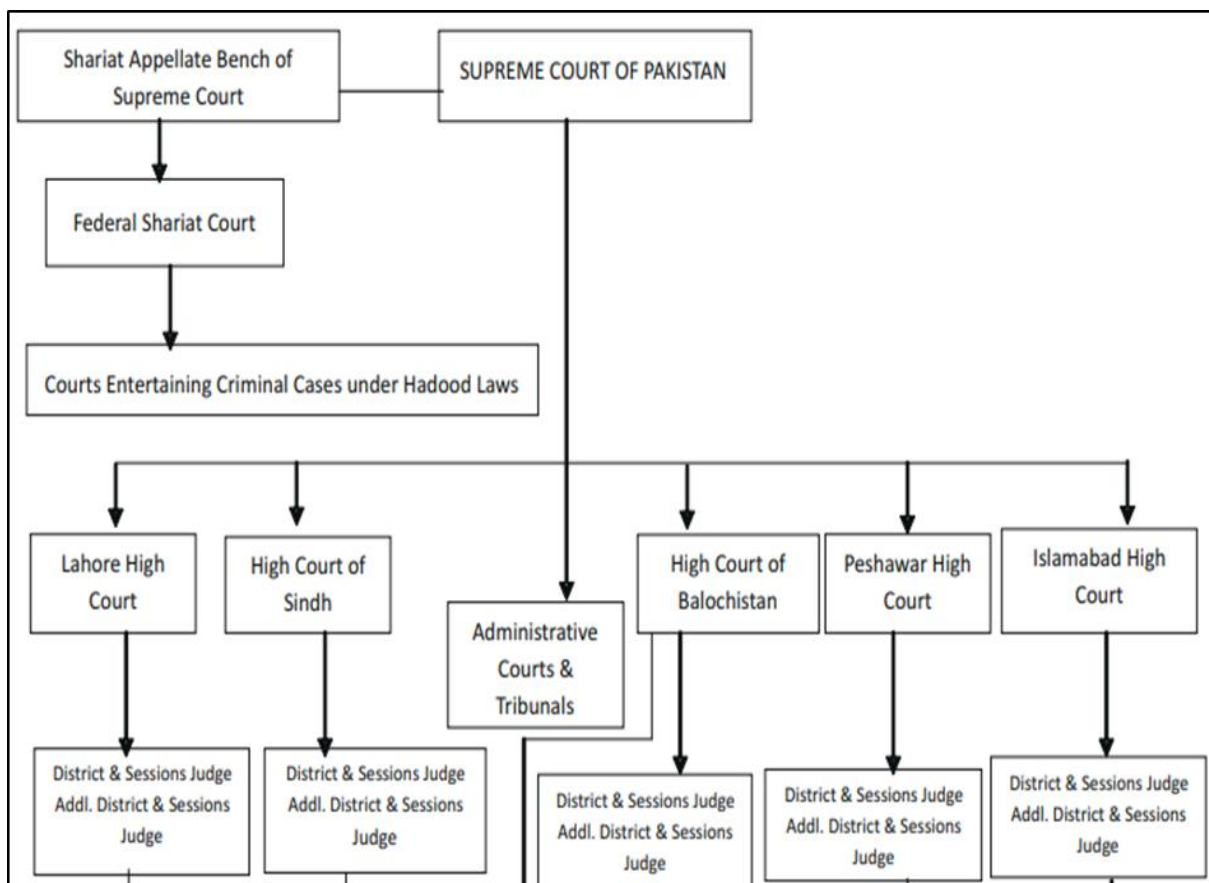 Shariat Appellate Bench of
Supreme Court
SUPREME COURT OF PAKISTAN
Federal Shariat Court
Courts Entertaining Criminal Cases under Hadood Laws
Lahore High
Court
High Court of
Sindh
Administrative
Courts &
Tribunals
High Court of
Balochistan
Peshawar High
Court
Islamabad High
Court
District & Sessions Judge
Addl. District & Sessions
Judge
District & Sessions Judge
Addl. District & Sessions
Judge
District & Sessions Judge
Addl. District & Sessions
Judge
District & Sessions Judge
Addl. District & Sessions
Judge
District & Sessions Judge
Addl. District & Sessions
Judge